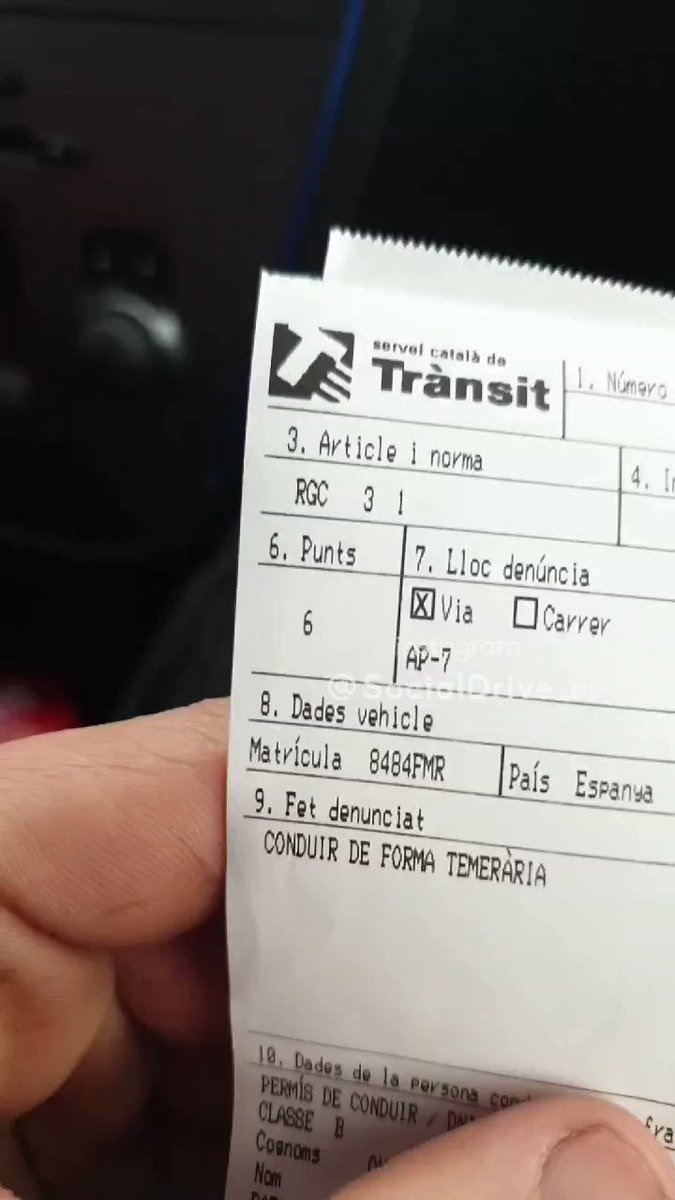 servei català de
Trànsit
1. Número
3. Article i norma
4.
RGC 3 1
6. Punts
7. Lloc denúncia
6
X Via Carrer
AP-7
@SocialDrive_es
8. Dades vehicle
Matrícula 8484FMR
País Espanya
9. Fet denunciat
CONDUIR DE FORMA TEMERÀRIA
10. Dades de la persona
PERMÍS DE CONDUIR /
CLASSE B
Cognoms
Nom